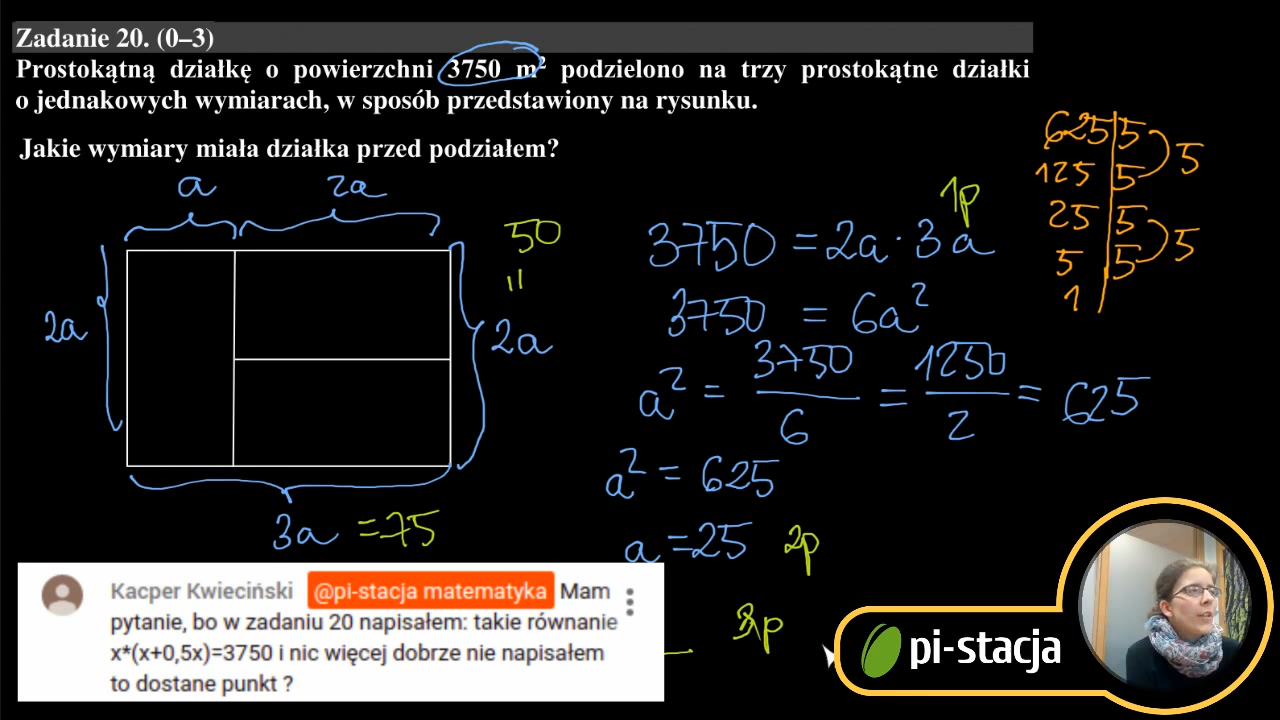 Zadanie 20. (0–3)
Prostokątną działkę o powierzchni 3750 m² podzielono na trzy prostokątne działki
o jednakowych wymiarach, w sposób przedstawiony na rysunku.
Jakie wymiary miała działka przed podziałem?
a 2a
2a
50
=
2a
3a =75
1p
3750 = 2a · 3a
3750 = 6a²
a² = 3750/6 = 1250/2 = 625
a² = 625
a =25 2p
p
625 5
125 5 5
25 5
5 5 5
1
Kacper Kwieciński @pi-stacja matematyka Mam
pytanie, bo w zadaniu 20 napisałem: takie równanie
x*(x+0,5x)=3750 i nic więcej dobrze nie napisałem
to dostane punkt ?
pi-stacja